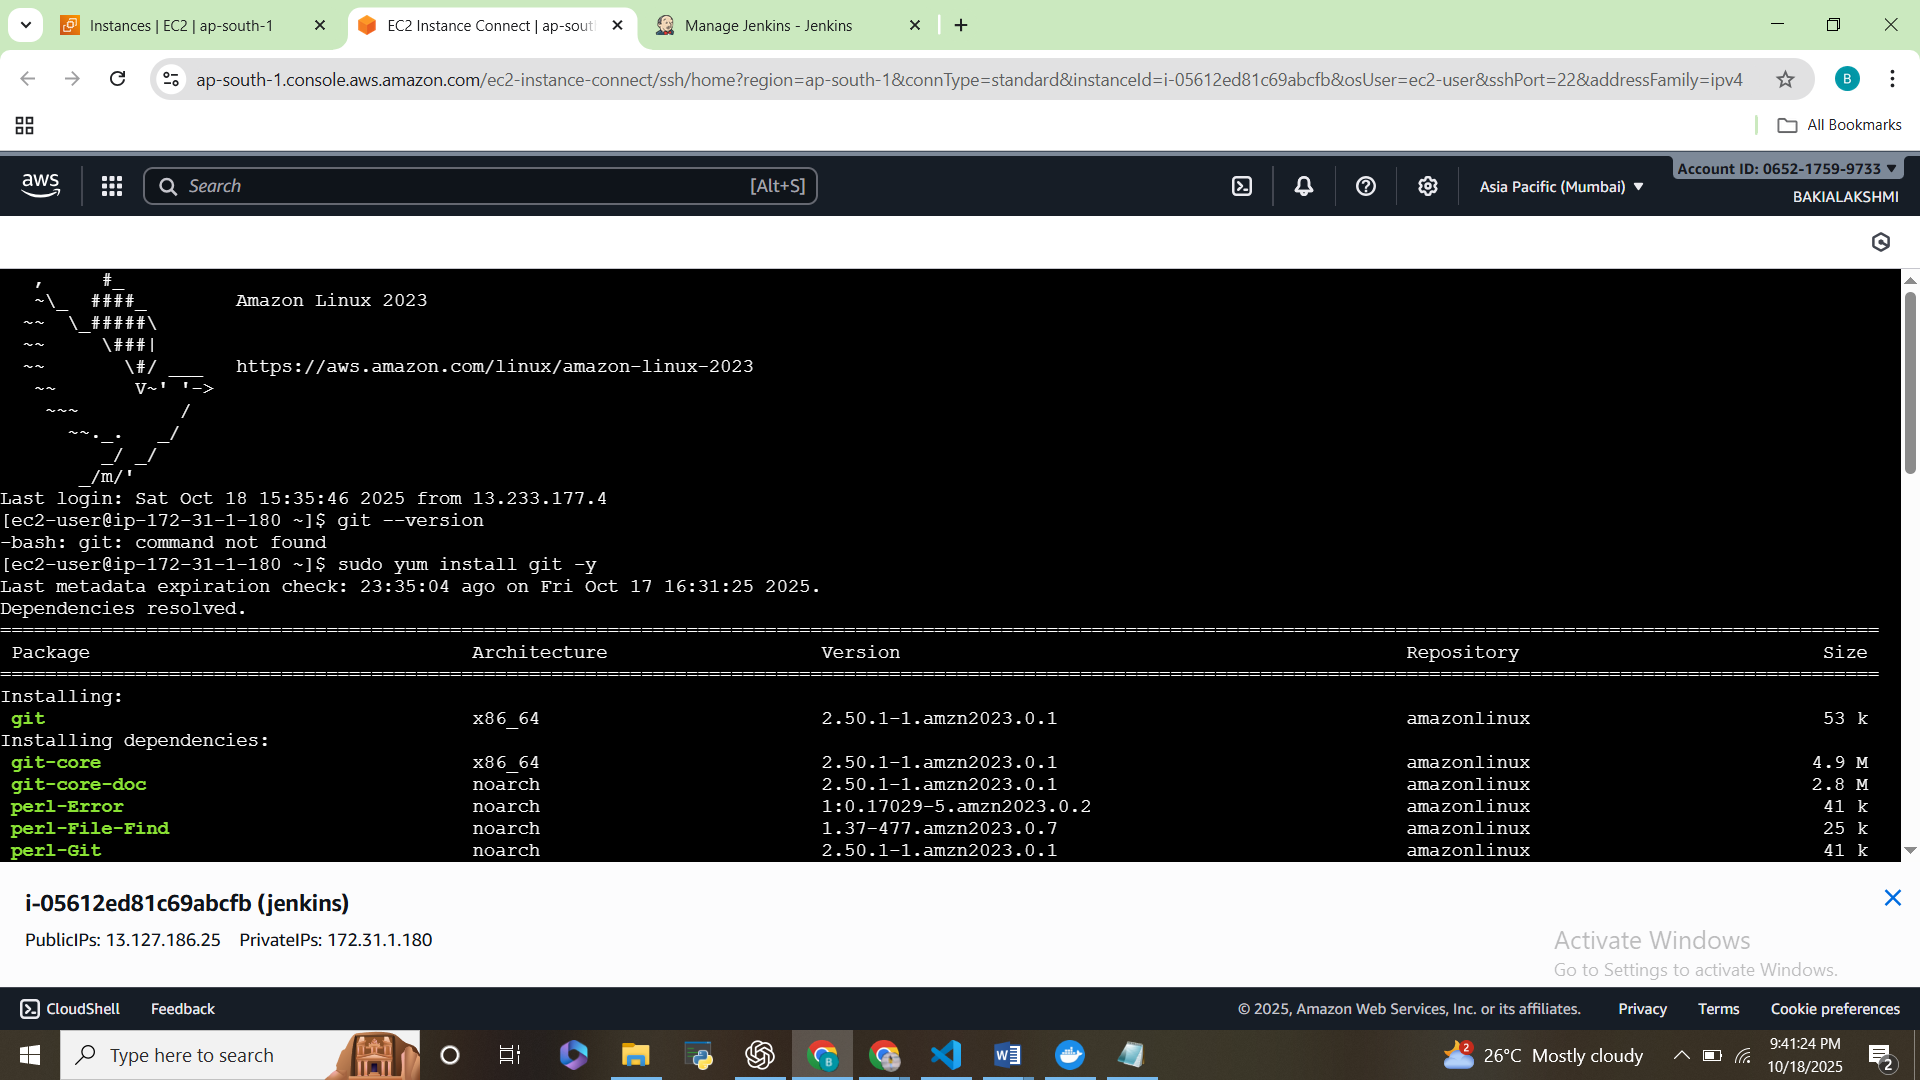 Instances | EC2 | ap-south-1
EC2 Instance Connect | ap-sout
Manage Jenkins - Jenkins
ap-south-1.console.aws.amazon.com/ec2-instance-connect/ssh/home?region=ap-south-1&connType=standard&instanceId=i-05612ed81c69abcfb&osUser=ec2-user&sshPort=22&addressFamily=ipv4
B
All Bookmarks
aws
Search [Alt+S]
Asia Pacific (Mumbai)
Account ID: 0652-1759-9733
BAKIALAKSHMI
   ,     #_
   ~\_  ####_        Amazon Linux 2023
  ~~  \_#####\
  ~~     \###|
  ~~       \#/ ___   https://aws.amazon.com/linux/amazon-linux-2023
   ~~       V~' '->
    ~~~         /
      ~~._.   _/
         _/ _/
       _/m/'
Last login: Sat Oct 18 15:35:46 2025 from 13.233.177.4
[ec2-user@ip-172-31-1-180 ~]$ git --version
-bash: git: command not found
[ec2-user@ip-172-31-1-180 ~]$ sudo yum install git -y
Last metadata expiration check: 23:35:04 ago on Fri Oct 17 16:31:25 2025.
Dependencies resolved.
Package Architecture Version Repository Size
Installing:
git x86_64 2.50.1-1.amzn2023.0.1 amazonlinux 53 k
Installing dependencies:
git-core x86_64 2.50.1-1.amzn2023.0.1 amazonlinux 4.9 M
git-core-doc noarch 2.50.1-1.amzn2023.0.1 amazonlinux 2.8 M
perl-Error noarch 1:0.17029-5.amzn2023.0.2 amazonlinux 41 k
perl-File-Find noarch 1.37-477.amzn2023.0.7 amazonlinux 25 k
perl-Git noarch 2.50.1-1.amzn2023.0.1 amazonlinux 41 k
i-05612ed81c69abcfb (jenkins)
PublicIPs: 13.127.186.25 PrivateIPs: 172.31.1.180
Activate Windows
Go to Settings to activate Windows.
CloudShell Feedback
© 2025, Amazon Web Services, Inc. or its affiliates. Privacy Terms Cookie preferences
Type here to search
B
2
26°C Mostly cloudy
9:41:24 PM
10/18/2025
2